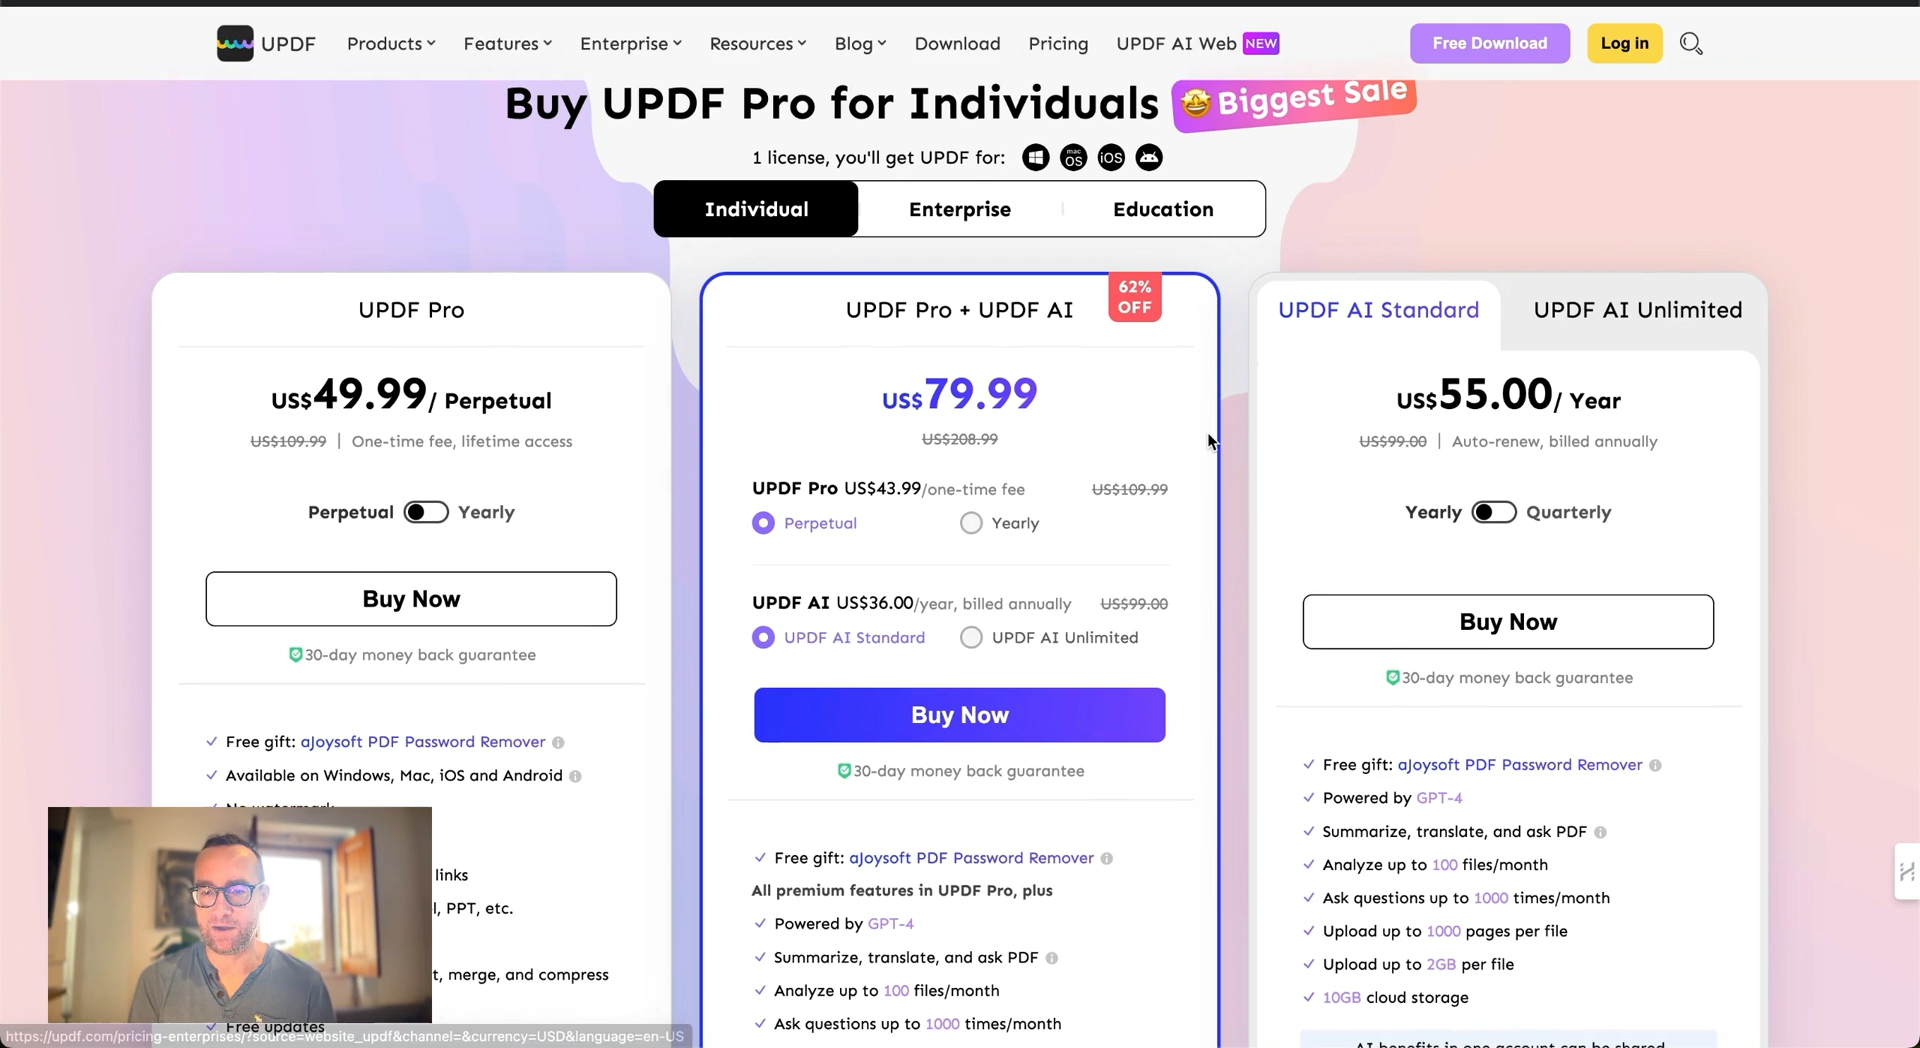 UPDF Products Features Enterprise Resources Blog Download Pricing UPDF AI Web NEW Free Download Log in
Buy UPDF Pro for Individuals Biggest Sale
1 license, you'll get UPDF for: mac OS iOS
Individual Enterprise Education
UPDF Pro
US$49.99/ Perpetual
US$109.99 | One-time fee, lifetime access
Perpetual Yearly
Buy Now
30-day money back guarantee
Free gift: aJoysoft PDF Password Remover
Available on Windows, Mac, iOS and Android
No watermark
links
, PPT, etc.
, merge, and compress
Free updates
62%
OFF
UPDF Pro + UPDF AI
US$79.99
US$208.99
UPDF Pro US$43.99/one-time fee US$109.99
Perpetual Yearly
UPDF AI US$36.00/year, billed annually US$99.00
UPDF AI Standard UPDF AI Unlimited
Buy Now
30-day money back guarantee
Free gift: aJoysoft PDF Password Remover
All premium features in UPDF Pro, plus
Powered by GPT-4
Summarize, translate, and ask PDF
Analyze up to 100 files/month
Ask questions up to 1000 times/month
UPDF AI Standard UPDF AI Unlimited
US$55.00/ Year
US$99.00 | Auto-renew, billed annually
Yearly Quarterly
Buy Now
30-day money back guarantee
Free gift: aJoysoft PDF Password Remover
Powered by GPT-4
Summarize, translate, and ask PDF
Analyze up to 100 files/month
Ask questions up to 1000 times/month
Upload up to 1000 pages per file
Upload up to 2GB per file
10GB cloud storage
AI benefits in one account can be shared
https://updf.com/pricing-enterprises/?source=website_updf&channel=&currency=USD&language=en-US